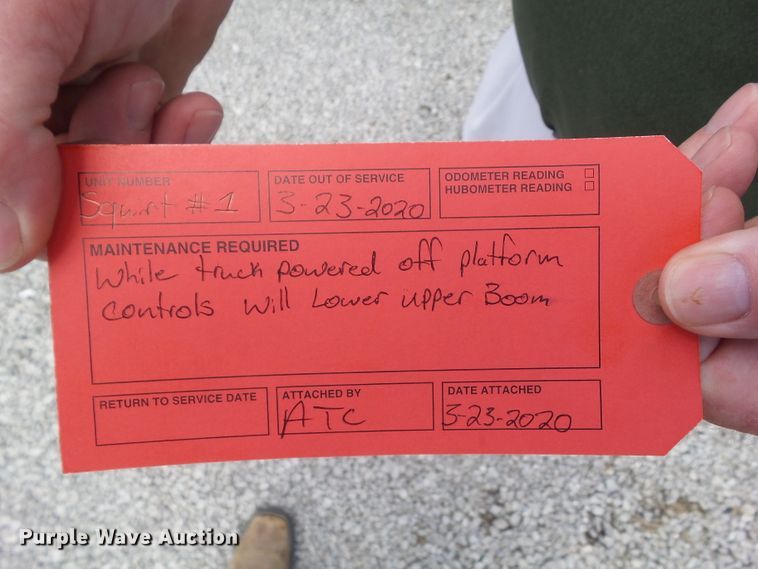 UNIT NUMBER
Squirt #1
DATE OUT OF SERVICE
3-23-2020
ODOMETER READING ☐
HUBOMETER READING ☐
MAINTENANCE REQUIRED
While truck powered off platform
controls will Lower upper Boom
RETURN TO SERVICE DATE
ATTACHED BY
ATC
DATE ATTACHED
3-23-2020
Purple Wave Auction